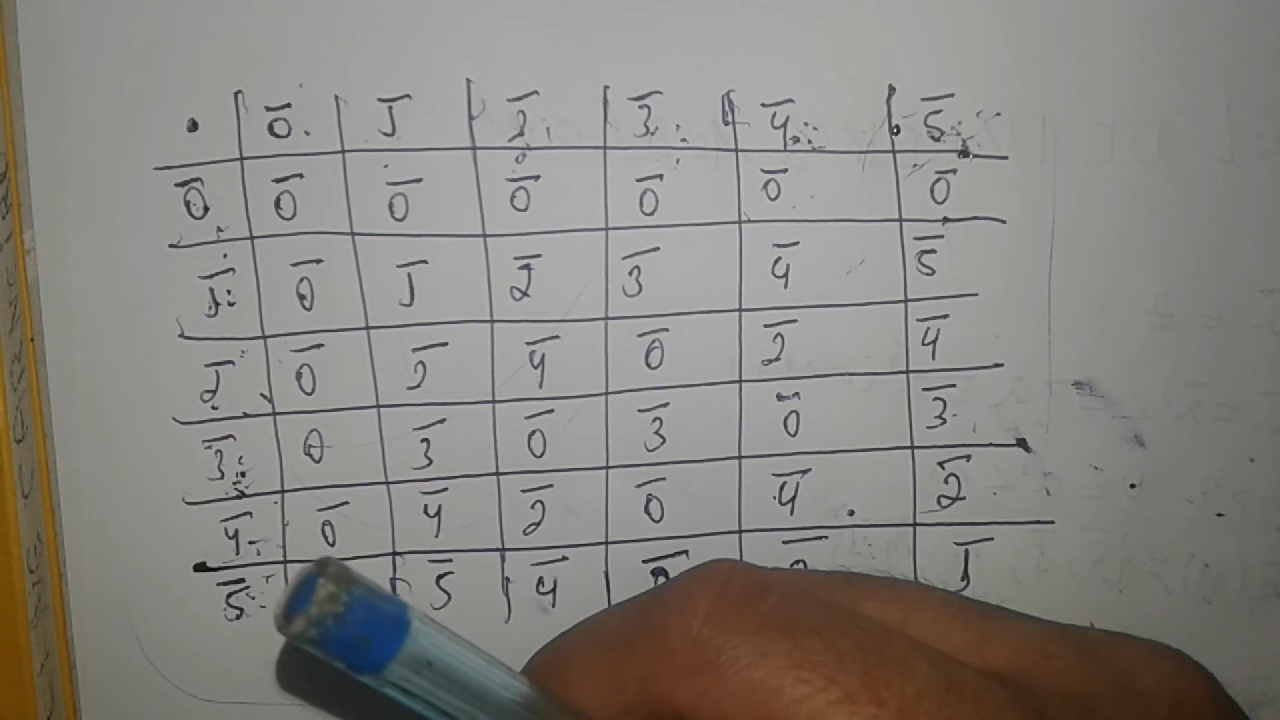 • 0̅ 1̅ 2̅ 3̅ 4̅ 5̅
0̅ 0̅ 0̅ 0̅ 0̅ 0̅ 0̅
1̅ 0̅ 1̅ 2̅ 3̅ 4̅ 5̅
2̅ 0̅ 2̅ 4̅ 0̅ 2̅ 4̅
3̅ 0 3̅ 0̅ 3̅ 0̅ 3̅
4̅ 0̅ 4̅ 2̅ 0̅ 4̅ 2̅
5̅ 5̅ 4̅ 1̅